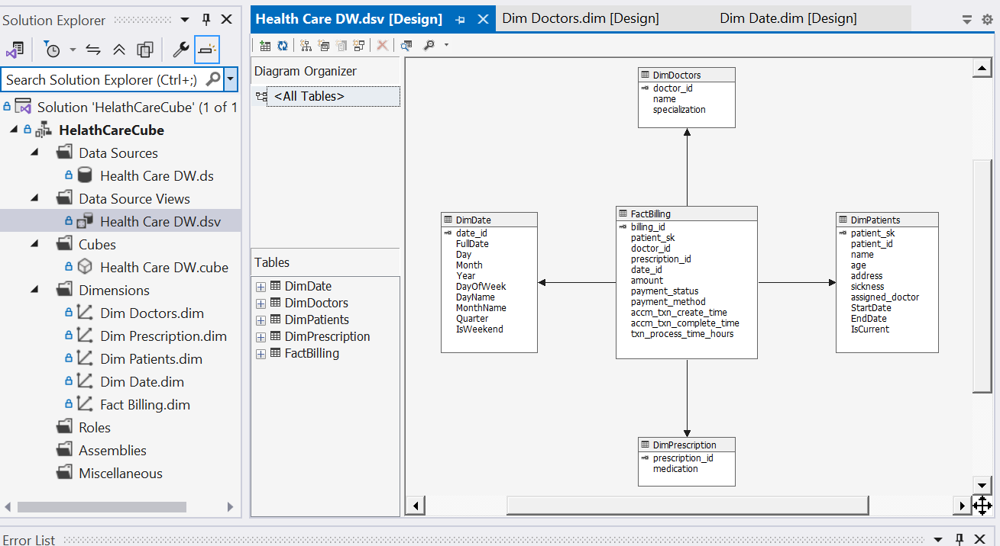 Solution Explorer
Search Solution Explorer (Ctrl+;)
Solution 'HelathCareCube' (1 of 1
HelathCareCube
Data Sources
Health Care DW.ds
Data Source Views
Health Care DW.dsv
Cubes
Health Care DW.cube
Dimensions
Dim Doctors.dim
Dim Prescription.dim
Dim Patients.dim
Dim Date.dim
Fact Billing.dim
Roles
Assemblies
Miscellaneous
Health Care DW.dsv [Design]
Dim Doctors.dim [Design]
Dim Date.dim [Design]
Diagram Organizer
<All Tables>
Tables
DimDate
DimDoctors
DimPatients
DimPrescription
FactBilling
DimDoctors
doctor_id
name
specialization
DimDate
date_id
FullDate
Day
Month
Year
DayOfWeek
DayName
MonthName
Quarter
IsWeekend
FactBilling
billing_id
patient_sk
doctor_id
prescription_id
date_id
amount
payment_status
payment_method
accm_txn_create_time
accm_txn_complete_time
txn_process_time_hours
DimPatients
patient_sk
patient_id
name
age
address
sickness
assigned_doctor
StartDate
EndDate
IsCurrent
DimPrescription
prescription_id
medication
Error List